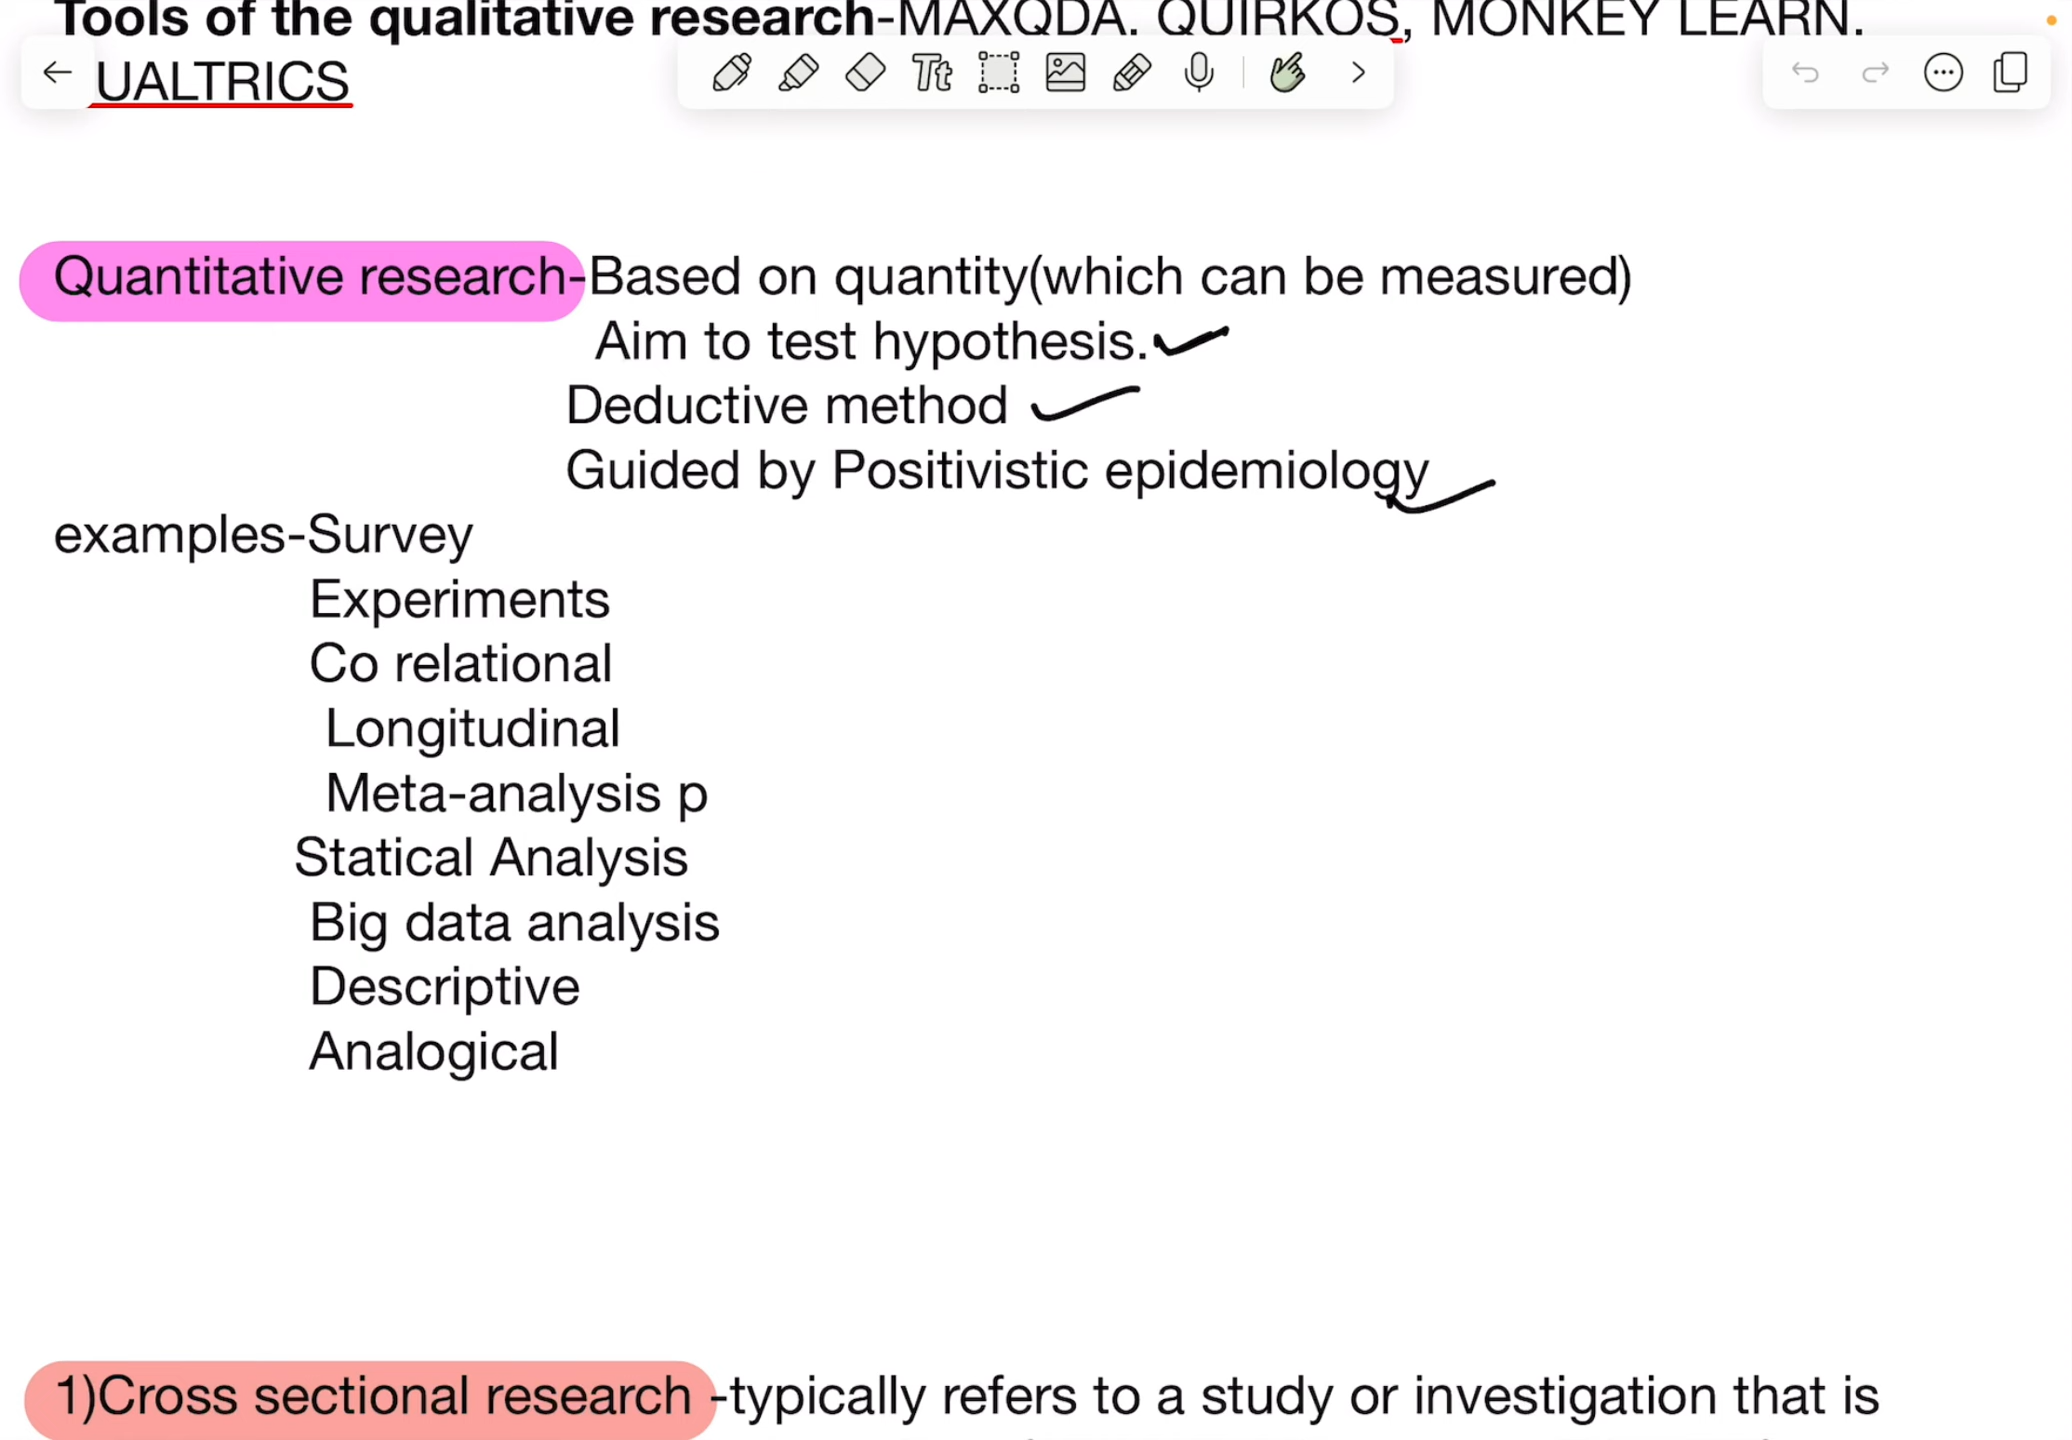 Tools of the qualitative research-MAXQDA. QUIRKOS, MONKEY LEARN.
UALTRICS
Tt
Quantitative research-Based on quantity(which can be measured)
Aim to test hypothesis.
Deductive method
Guided by Positivistic epidemiology
examples-Survey
Experiments
Co relational
Longitudinal
Meta-analysis p
Statical Analysis
Big data analysis
Descriptive
Analogical
1)Cross sectional research -typically refers to a study or investigation that is